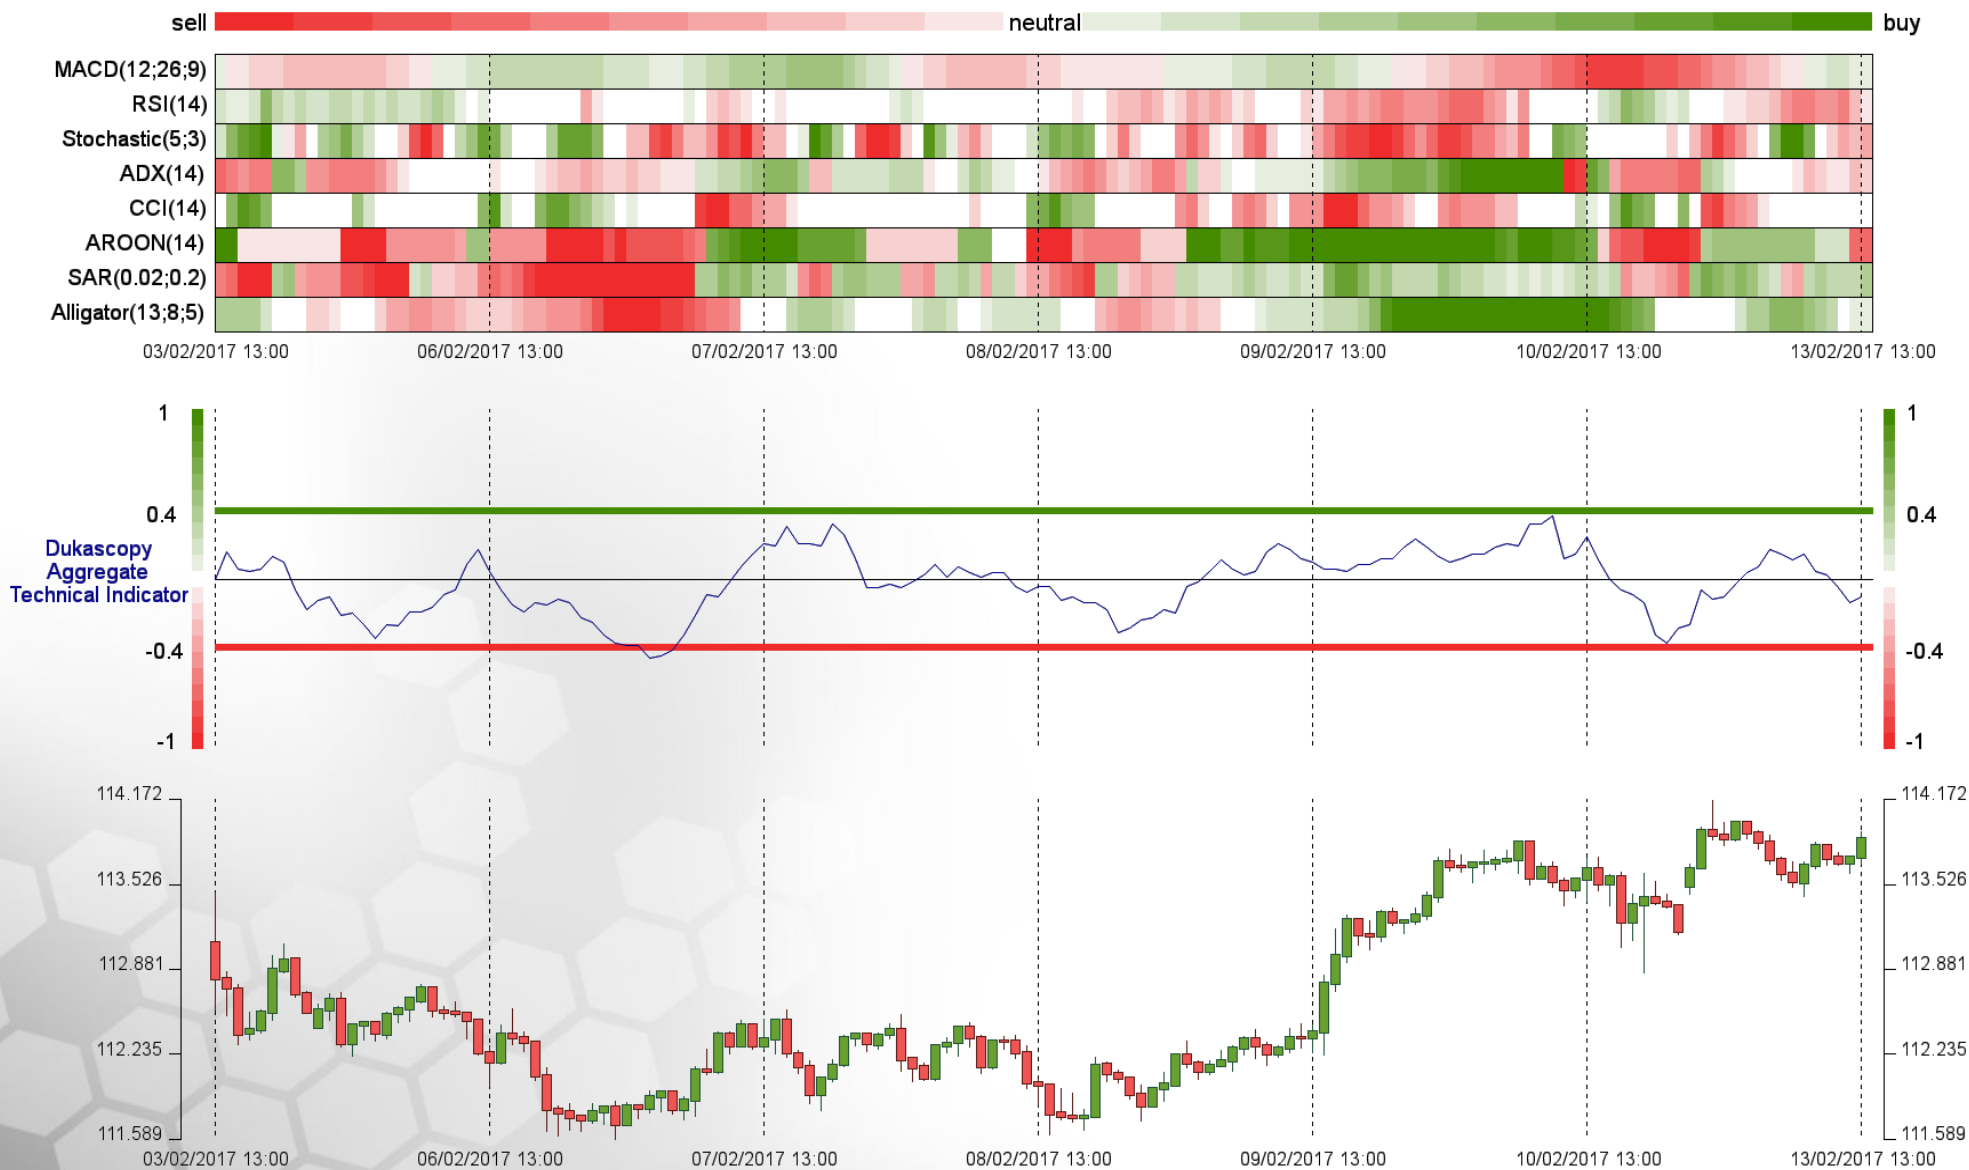 sell neutral buy
MACD(12;26;9)
RSI(14)
Stochastic(5;3)
ADX(14)
CCI(14)
AROON(14)
SAR(0.02;0.2)
Alligator(13;8;5)
03/02/2017 13:00 06/02/2017 13:00 07/02/2017 13:00 08/02/2017 13:00 09/02/2017 13:00 10/02/2017 13:00 13/02/2017 13:00
1 1
0.4 0.4
Dukascopy
Aggregate
Technical Indicator
-0.4 -0.4
-1 -1
114.172 114.172
113.526 113.526
112.881 112.881
112.235 112.235
111.589 111.589
03/02/2017 13:00 06/02/2017 13:00 07/02/2017 13:00 08/02/2017 13:00 09/02/2017 13:00 10/02/2017 13:00 13/02/2017 13:00